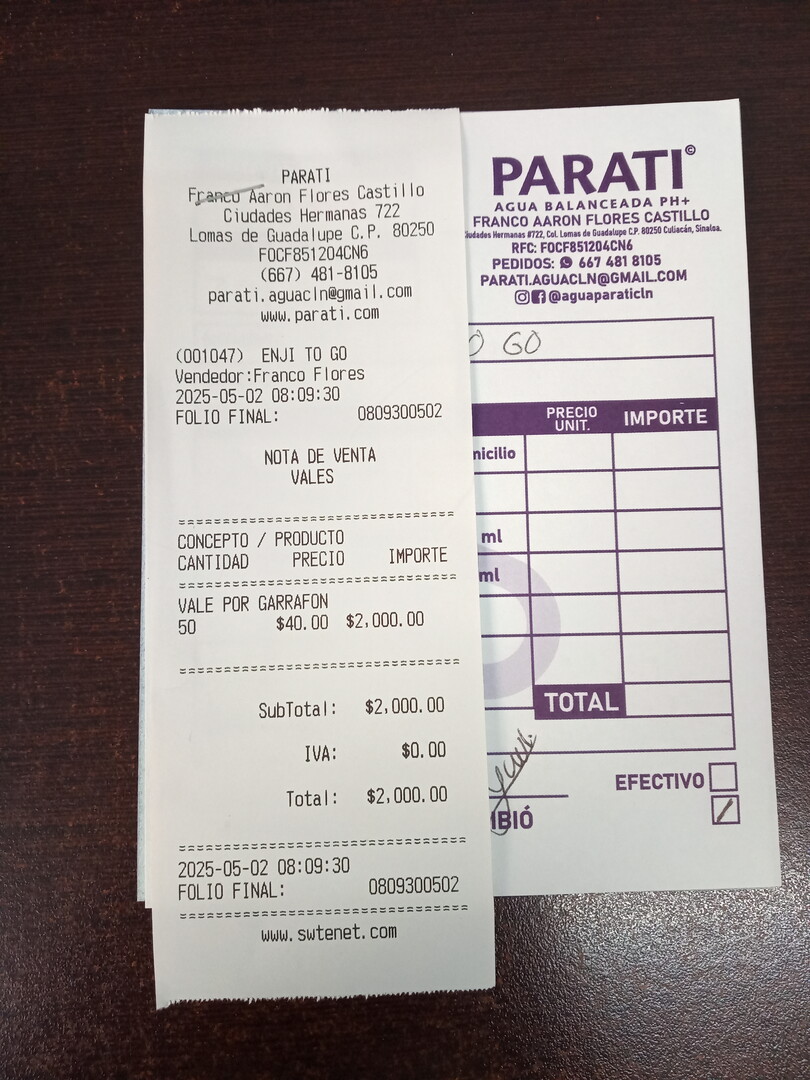 PARATI
Franco Aaron Flores Castillo
Ciudades Hermanas 722
Lomas de Guadalupe C.P. 80250
FOCF851204CN6
(667) 481-8105
parati.aguacln@gmail.com
www.parati.com
(001047) ENJI TO GO
Vendedor:Franco Flores
2025-05-02 08:09:30
FOLIO FINAL: 0809300502
NOTA DE VENTA
VALES
CONCEPTO / PRODUCTO
CANTIDAD PRECIO IMPORTE
VALE POR GARRAFON
50 $40.00 $2,000.00
SubTotal: $2,000.00
IVA: $0.00
Total: $2,000.00
2025-05-02 08:09:30
FOLIO FINAL: 0809300502
www.swtenet.com
PARATI©
AGUA BALANCEADA PH+
FRANCO AARON FLORES CASTILLO
Ciudades Hermanas #722, Col. Lomas de Guadalupe C.P. 80250 Culiacán, Sinaloa.
RFC: FOCF851204CN6
PEDIDOS: 667 481 8105
PARATI.AGUACLN@GMAIL.COM
@aguaparaticln
O GO
PRECIO UNIT. IMPORTE
micilio
ml
ml
TOTAL
EFECTIVO
IBIÓ